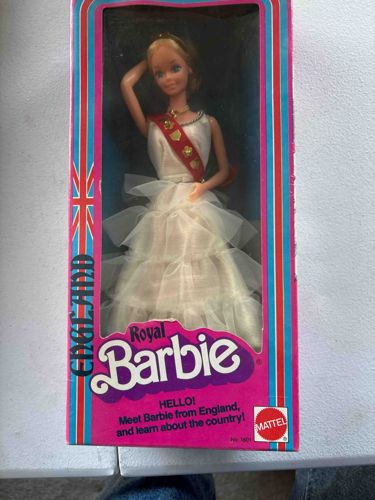 ENGLAND
Royal
Barbie®
HELLO!
Meet Barbie from England,
and learn about the country!
MATTEL
No. 1601